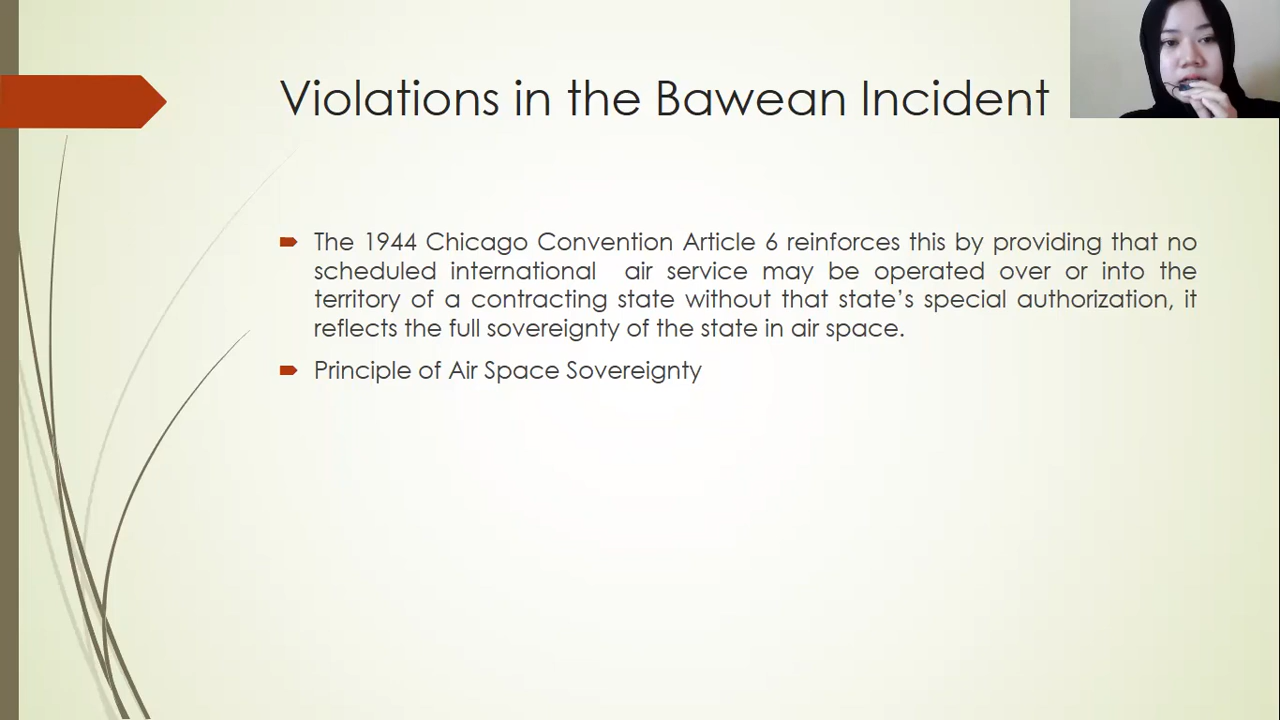 Violations in the Bawean Incident
The 1944 Chicago Convention Article 6 reinforces this by providing that no
scheduled international air service may be operated over or into the
territory of a contracting state without that state’s special authorization, it
reflects the full sovereignty of the state in air space.
Principle of Air Space Sovereignty